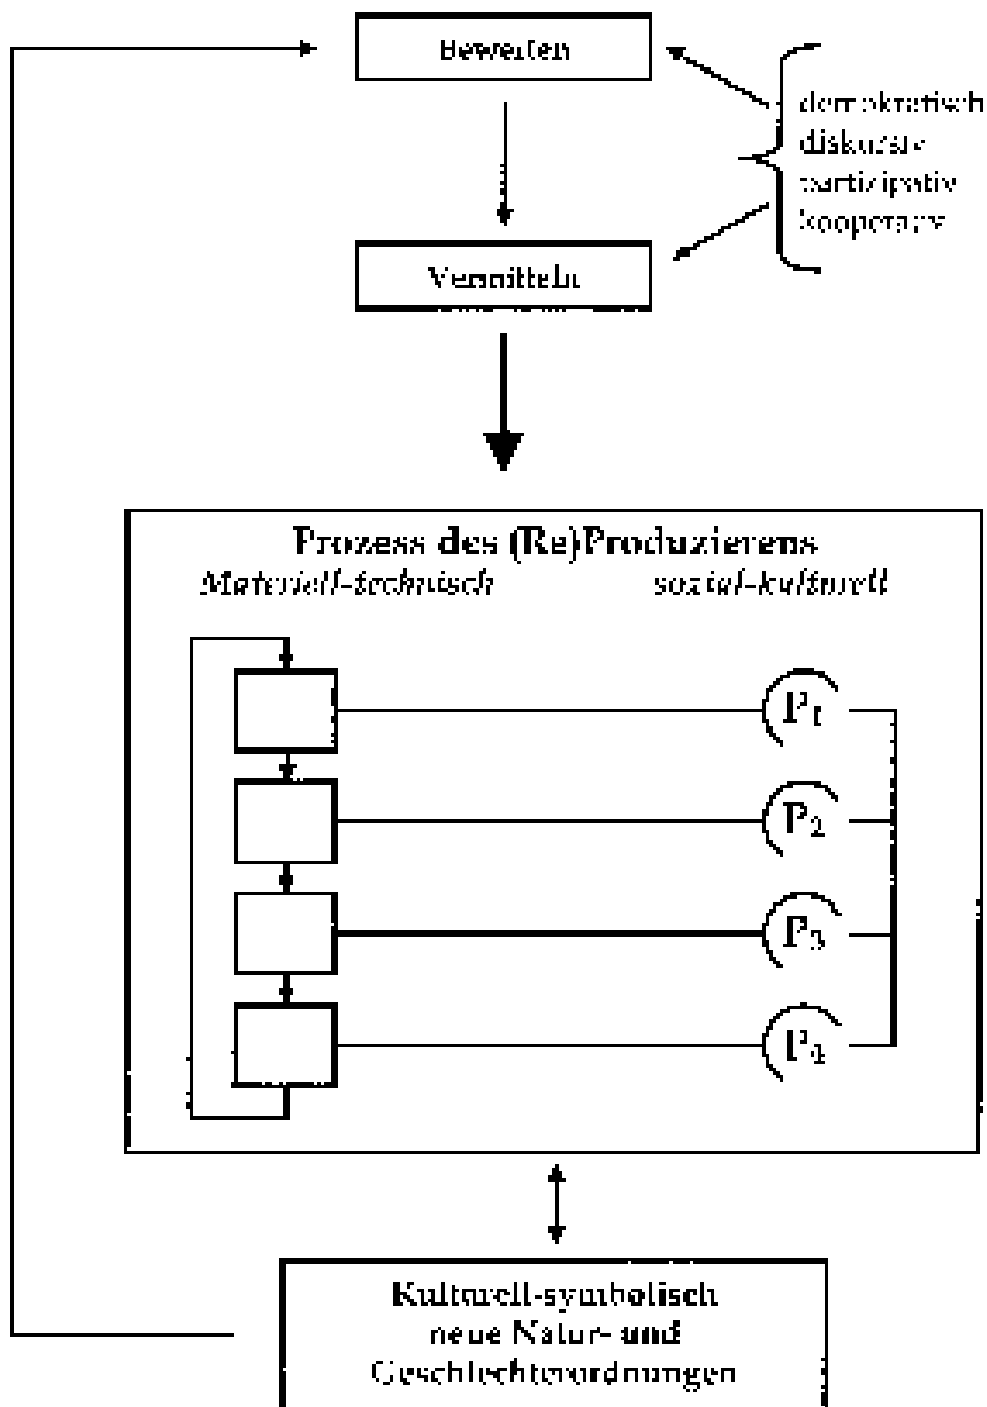 Bewerten
demokratisch
diskursiv
partizipativ
kooperativ
Vermitteln
Prozess des (Re)Produzierens
Materiell-technisch sozial-kulturell
P1
P2
P3
P4
Kulturell-symbolisch
neue Natur- und
Geschlechterordnungen